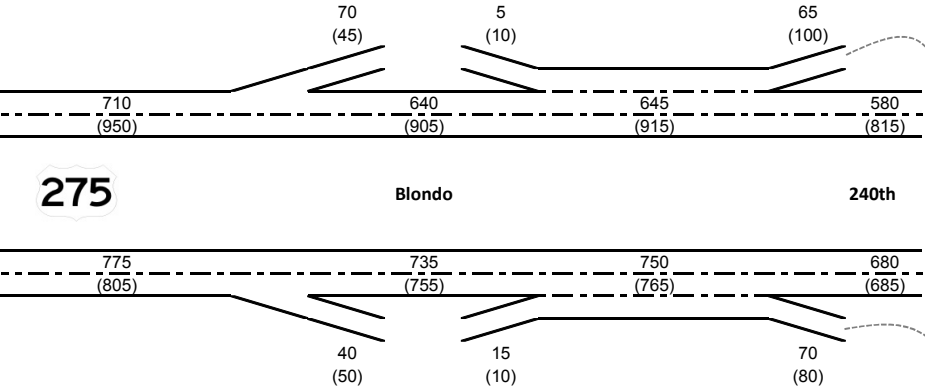 70 5 65
(45) (10) (100)
710 640 645 580
(950) (905) (915) (815)
275 Blondo 240th
775 735 750 680
(805) (755) (765) (685)
40 15 70
(50) (10) (80)